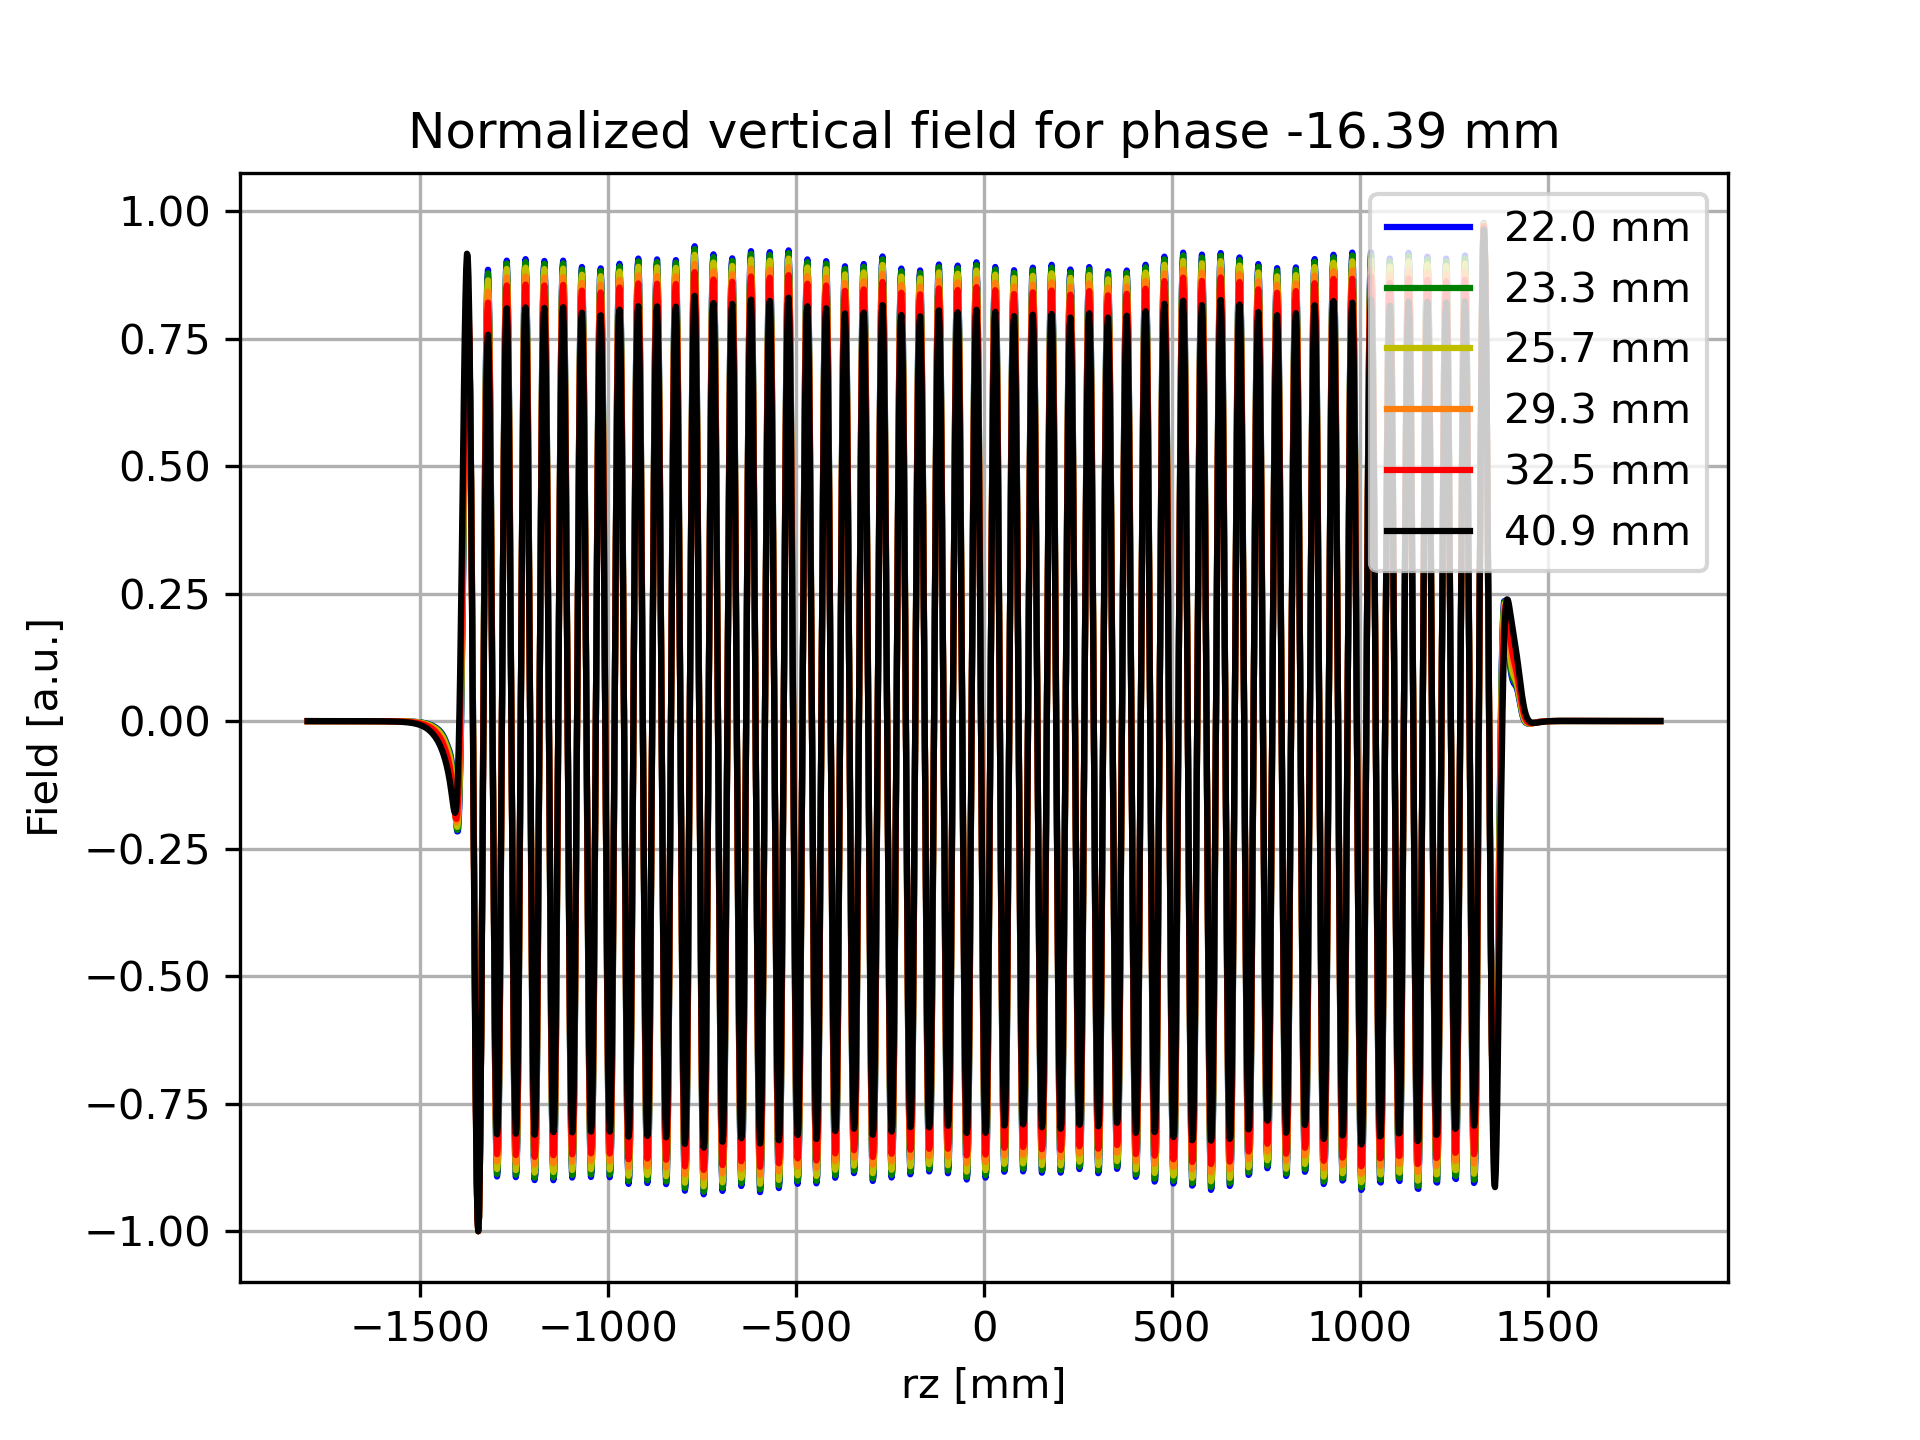 Normalized vertical field for phase -16.39 mm
1.00
0.75
0.50
0.25
0.00
−0.25
−0.50
−0.75
−1.00
Field [a.u.]
22.0 mm
23.3 mm
25.7 mm
29.3 mm
32.5 mm
40.9 mm
−1500 −1000 −500 0 500 1000 1500
rz [mm]